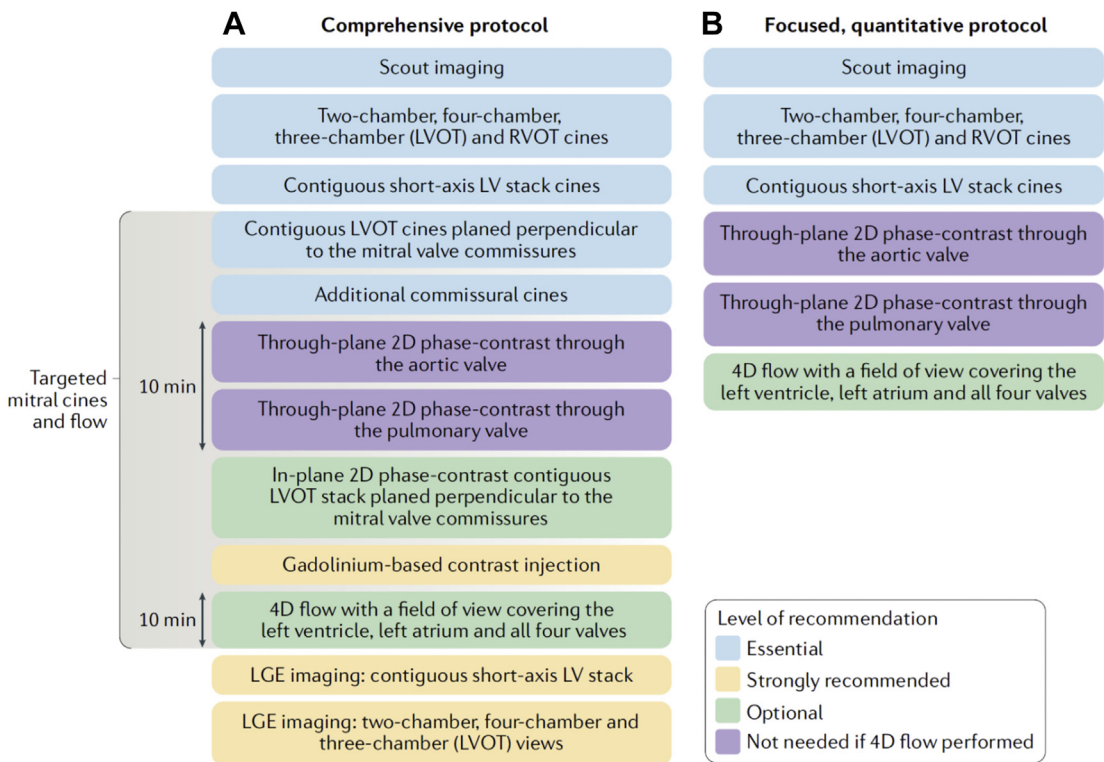 A
Comprehensive protocol
Scout imaging
Two-chamber, four-chamber,
three-chamber (LVOT) and RVOT cines
Contiguous short-axis LV stack cines
Contiguous LVOT cines planed perpendicular
to the mitral valve commissures
Additional commissural cines
Through-plane 2D phase-contrast through
the aortic valve
Through-plane 2D phase-contrast through
the pulmonary valve
In-plane 2D phase-contrast contiguous
LVOT stack planed perpendicular to the
mitral valve commissures
Gadolinium-based contrast injection
4D flow with a field of view covering the
left ventricle, left atrium and all four valves
LGE imaging: contiguous short-axis LV stack
LGE imaging: two-chamber, four-chamber and
three-chamber (LVOT) views
Targeted
mitral cines
and flow
10 min
10 min
B
Focused, quantitative protocol
Scout imaging
Two-chamber, four-chamber,
three-chamber (LVOT) and RVOT cines
Contiguous short-axis LV stack cines
Through-plane 2D phase-contrast through
the aortic valve
Through-plane 2D phase-contrast through
the pulmonary valve
4D flow with a field of view covering the
left ventricle, left atrium and all four valves
Level of recommendation
Essential
Strongly recommended
Optional
Not needed if 4D flow performed